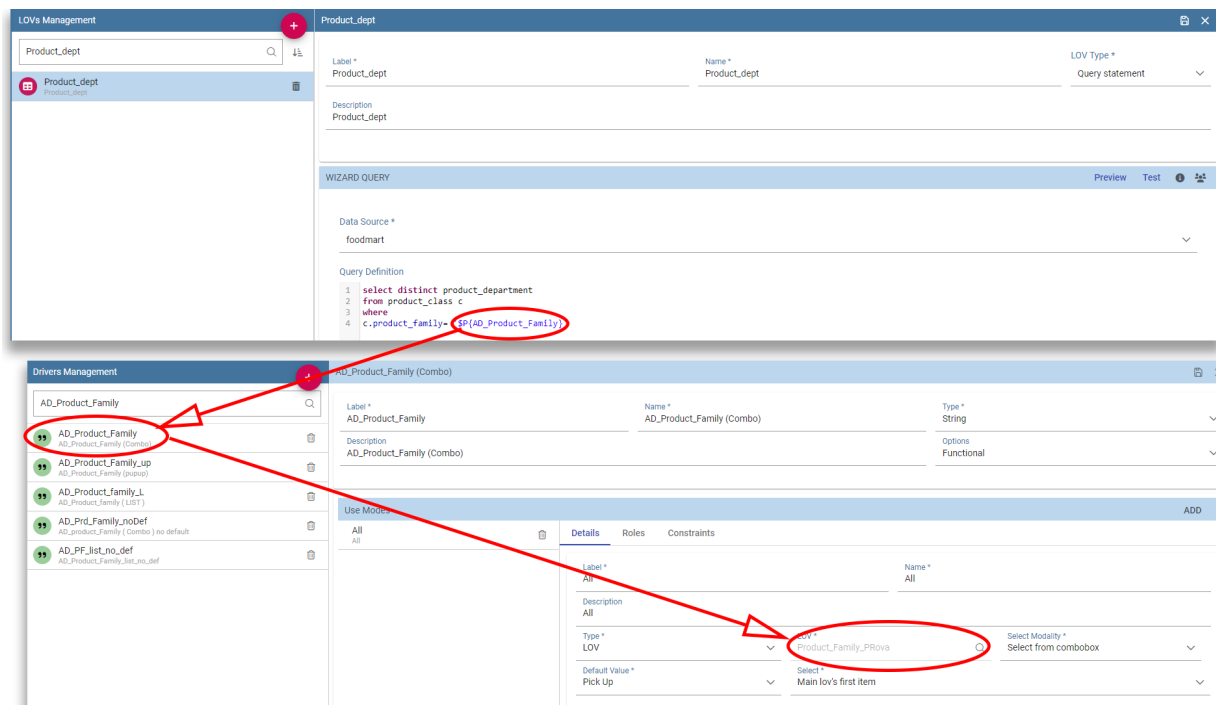 LOVs Management
+
Product_dept
Product_dept
Product_dept
Product_dept
Label *
Product_dept
Name *
Product_dept
LOV Type *
Query statement
Description
Product_dept
WIZARD QUERY
Preview Test
Data Source *
foodmart
Query Definition
1 select distinct product_department
2 from product_class c
3 where
4 c.product_family= $P{AD_Product_Family}
Drivers Management
+
AD_Product_Family
AD_Product_Family
AD_Product_Family (Combo)
AD_Product_Family_up
AD_Product_Family (pupup)
AD_Product_family_L
AD_Product_family ( LIST )
AD_Prd_Family_noDef
AD_product_Family ( Combo ) no default
AD_PF_list_no_def
AD_Product_Family_list_no_def
AD_Product_Family (Combo)
Label *
AD_Product_Family
Name *
AD_Product_Family (Combo)
Type *
String
Description
AD_Product_Family (Combo)
Options
Functional
Use Modes
ADD
All
All
Details Roles Constraints
Label *
All
Name *
All
Description
All
Type *
LOV
LOV *
Product_Family_PRova
Select Modality *
Select from combobox
Default Value *
Pick Up
Select *
Main lov's first item